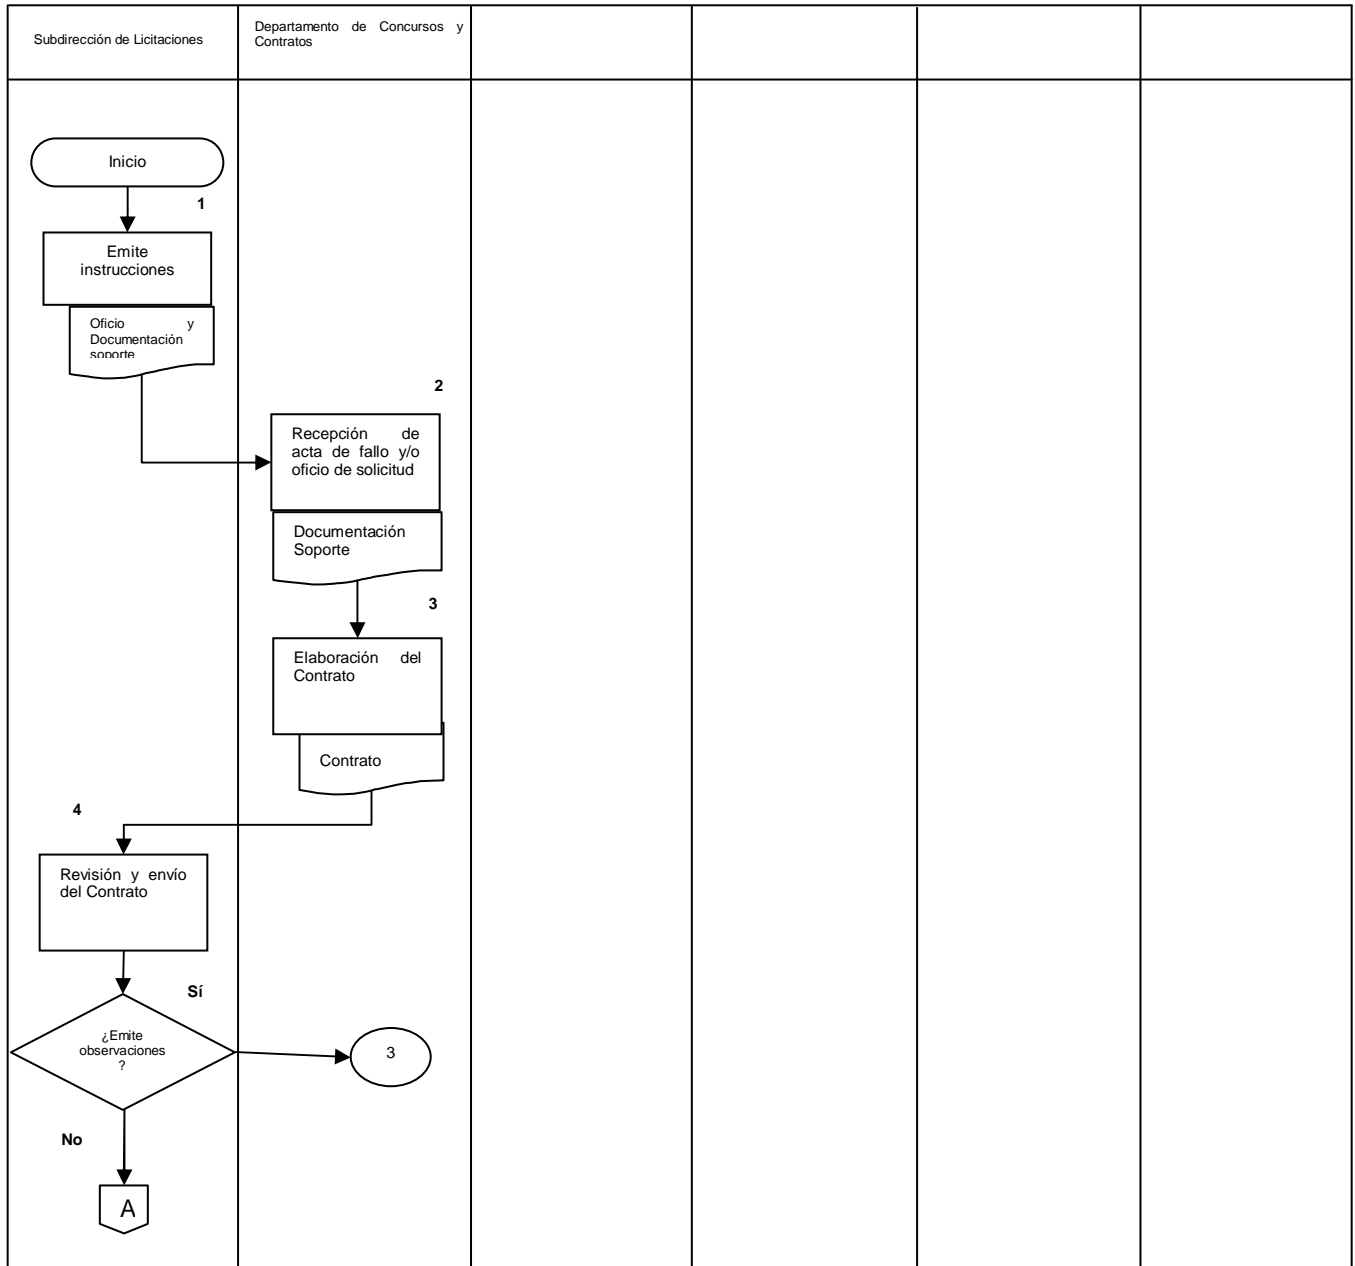 Subdirección de Licitaciones
Departamento de Concursos y
Contratos
Inicio
1
Emite
instrucciones
Oficio y
Documentación
soporte
2
Recepción de
acta de fallo y/o
oficio de solicitud
Documentación
Soporte
3
Elaboración del
Contrato
Contrato
4
Revisión y envío
del Contrato
Sí
¿Emite
observaciones
?
3
No
A